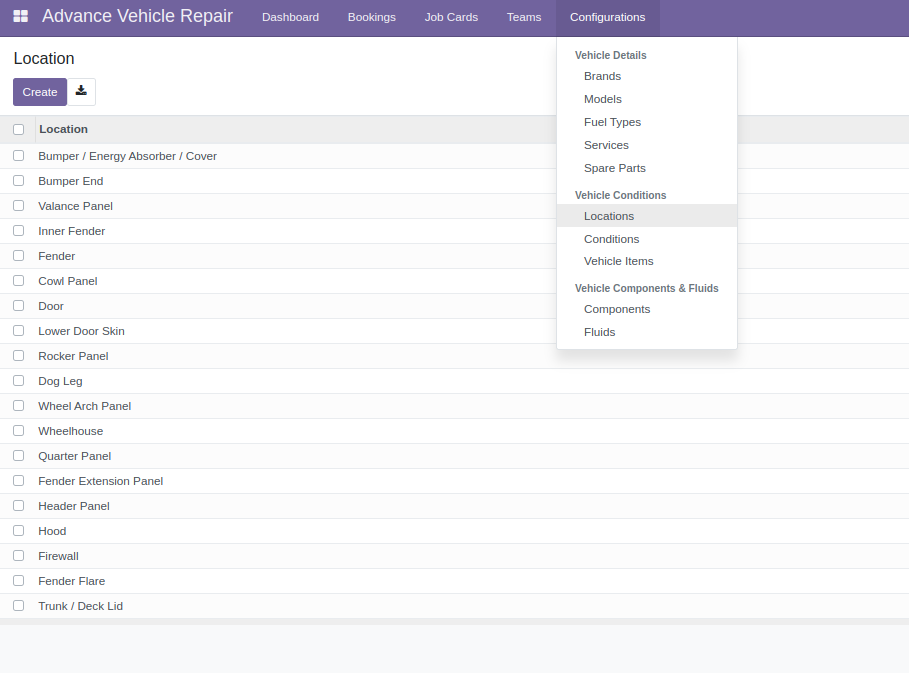 Advance Vehicle Repair Dashboard Bookings Job Cards Teams Configurations
Location
Create
Location
Bumper / Energy Absorber / Cover
Bumper End
Valance Panel
Inner Fender
Fender
Cowl Panel
Door
Lower Door Skin
Rocker Panel
Dog Leg
Wheel Arch Panel
Wheelhouse
Quarter Panel
Fender Extension Panel
Header Panel
Hood
Firewall
Fender Flare
Trunk / Deck Lid
Vehicle Details
Brands
Models
Fuel Types
Services
Spare Parts
Vehicle Conditions
Locations
Conditions
Vehicle Items
Vehicle Components & Fluids
Components
Fluids